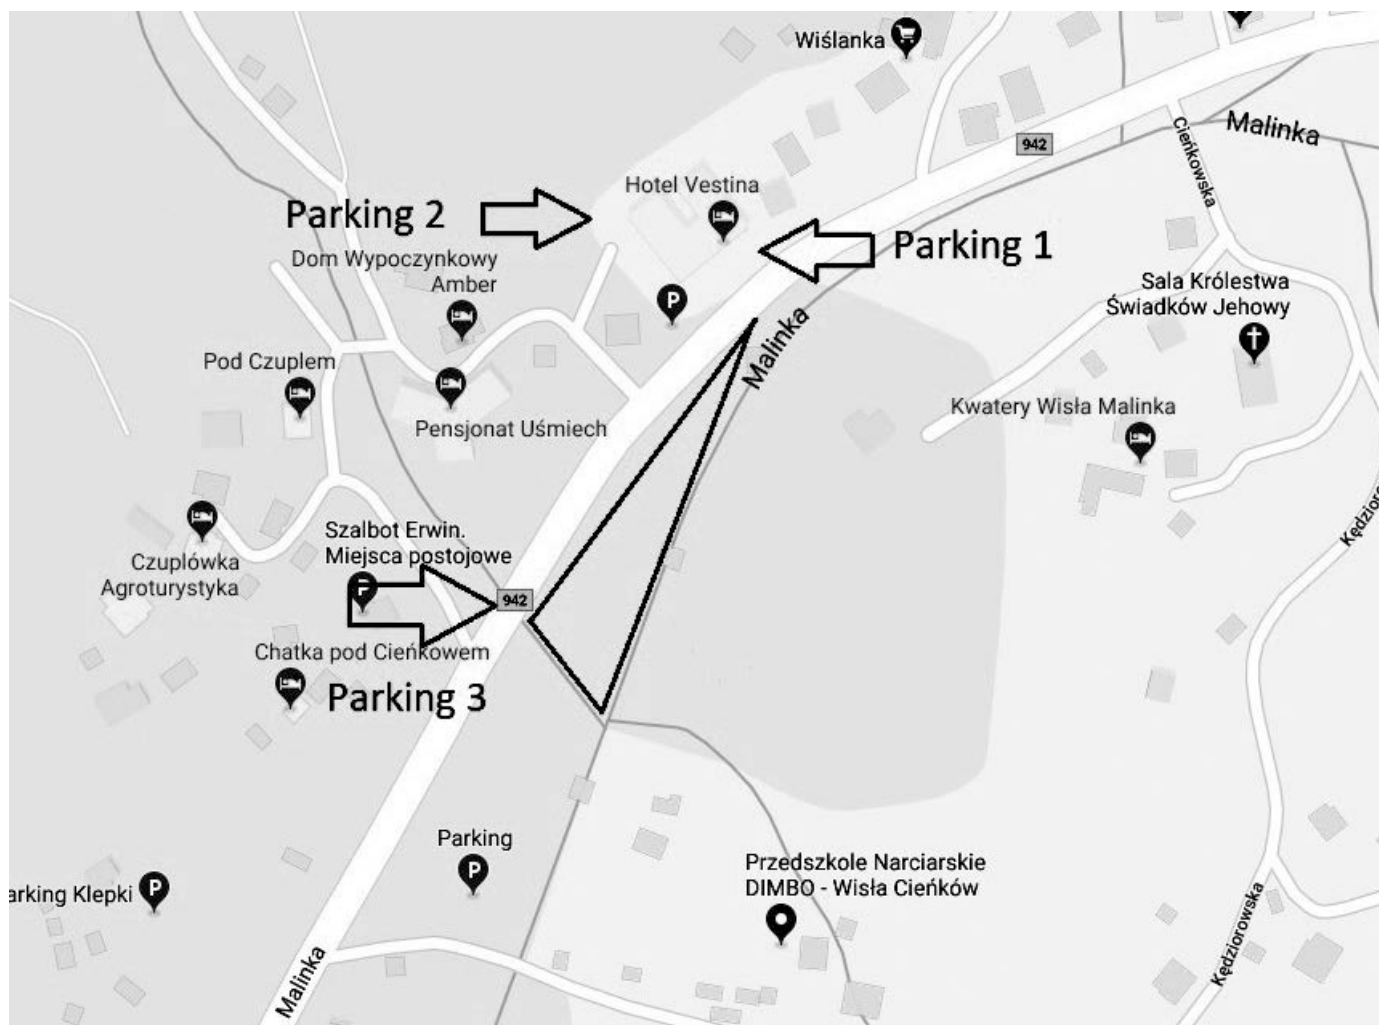 Wiślanka
942
Malinka
Cieńkowska
Hotel Vestina
Parking 2
Parking 1
Dom Wypoczynkowy
Amber
Sala Królestwa
Świadków Jehowy
P
Malinka
Pod Czuplem
Kwatery Wisła Malinka
Pensjonat Uśmiech
Szalbot Erwin.
Miejsca postojowe
Czuplówka
Agroturystyka
P
942
Chatka pod Cieńkowem
Parking 3
Kędzioro
Parking
P
arking Klepki
P
Przedszkole Narciarskie
DIMBO - Wisła Cieńków
Kędziorowska
Malinka